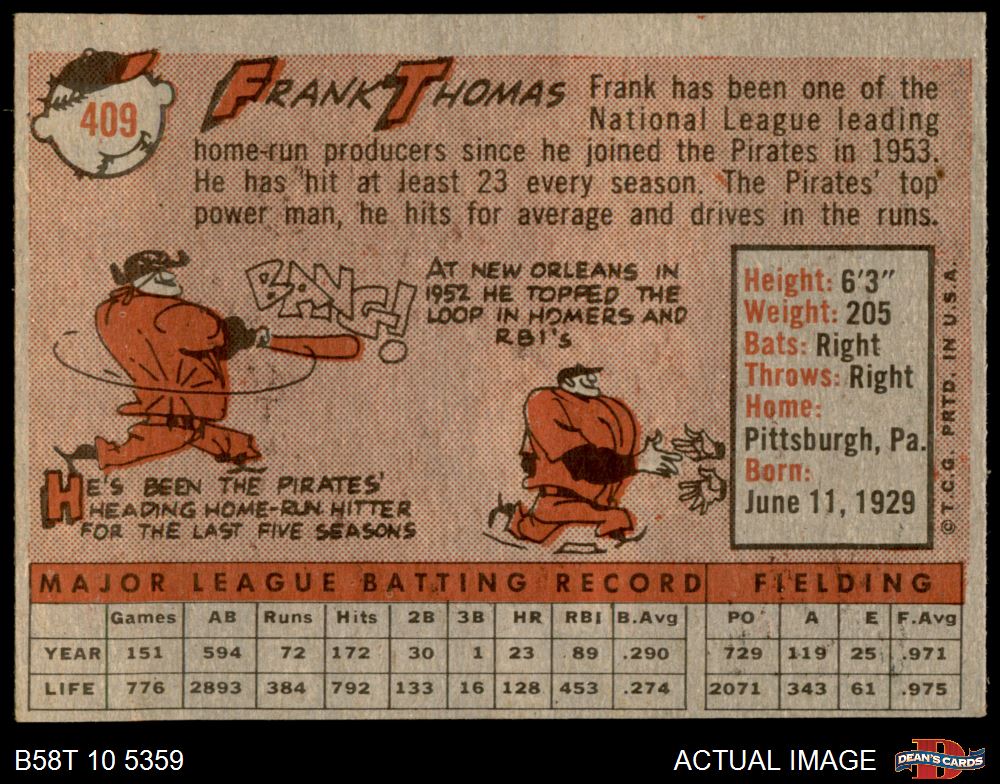 409
FRANK THOMAS
Frank has been one of the
National League leading
home-run producers since he joined the Pirates in 1953.
He has hit at least 23 every season. The Pirates' top
power man, he hits for average and drives in the runs.
BANG!
AT NEW ORLEANS IN
1952 HE TOPPED THE
LOOP IN HOMERS AND
RBI's
HE'S BEEN THE PIRATES'
HEADING HOME-RUN HITTER
FOR THE LAST FIVE SEASONS
Height: 6'3"
Weight: 205
Bats: Right
Throws: Right
Home:
Pittsburgh, Pa.
Born:
June 11, 1929
© T.C.G. PRTD. IN U.S.A.
MAJOR LEAGUE BATTING RECORD FIELDING
Games AB Runs Hits 2B 3B HR RBI B.Avg PO A E F.Avg
YEAR 151 594 72 172 30 1 23 89 .290 729 119 25 .971
LIFE 776 2893 384 792 133 16 128 453 .274 2071 343 61 .975
B58T 10 5359 ACTUAL IMAGE
D
DEAN'S CARDS